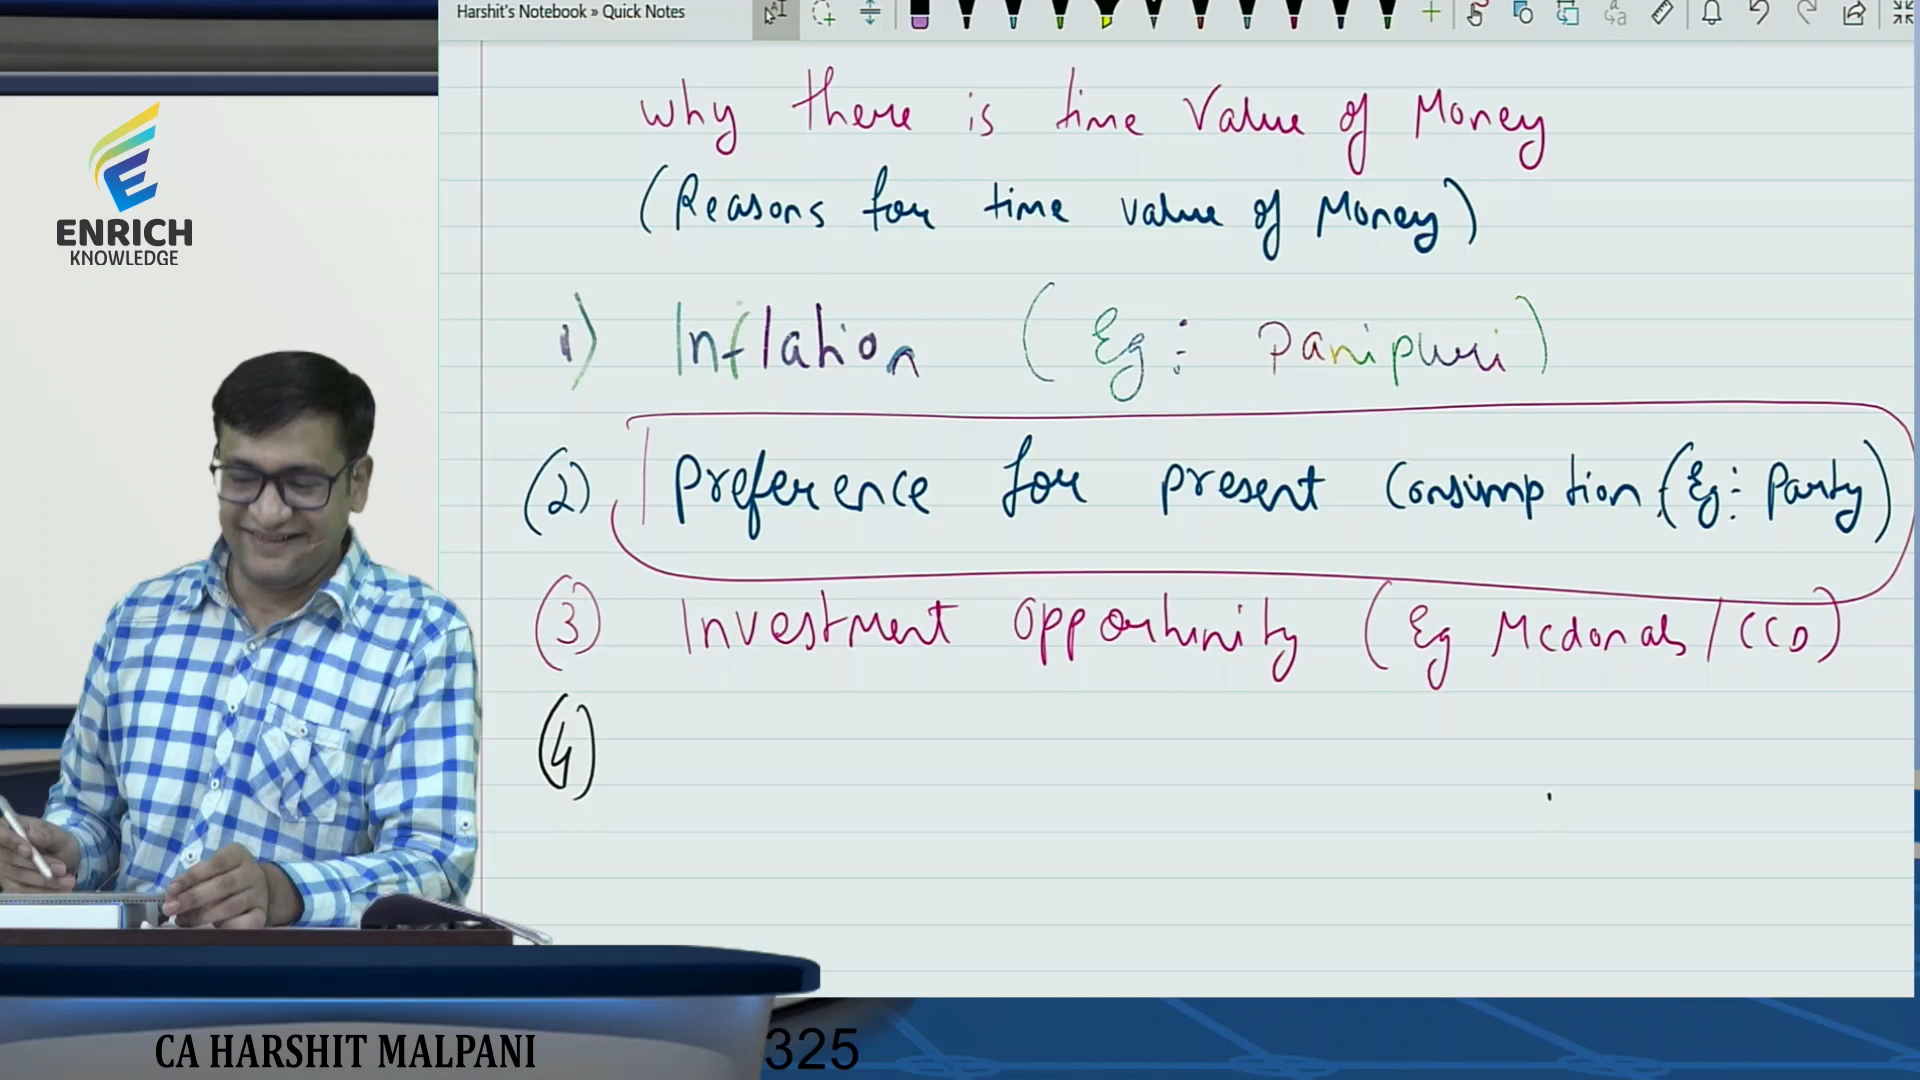 Harshit's Notebook » Quick Notes
ENRICH
KNOWLEDGE
why there is time Value of Money
(Reasons for time value of Money)
1) Inflation (Eg: Panipuri)
(2) Preference for present Consumption (Eg: Party)
(3) Investment opportunity (Eg Mcdonals/CCD)
(4)
CA HARSHIT MALPANI
325